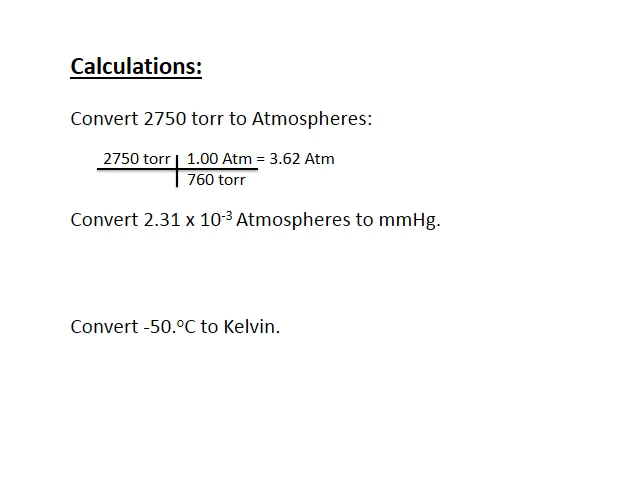 Calculations:
Convert 2750 torr to Atmospheres:
2750 torr 1.00 Atm = 3.62 Atm
760 torr
Convert 2.31 x 10⁻³ Atmospheres to mmHg.
Convert -50.ºC to Kelvin.